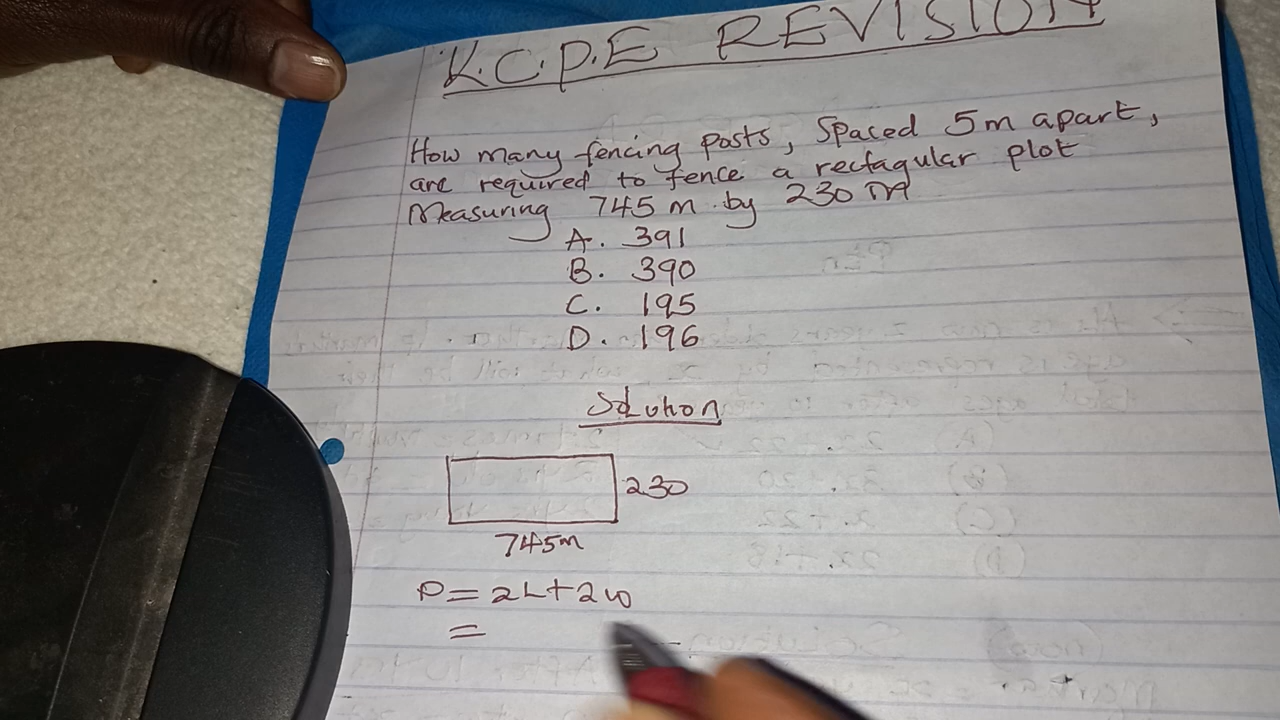 K.C.P.E REVISION
How many fencing posts, Spaced 5m apart,
are required to fence a rectagular plot
Measuring 745 m by 230 m
A. 391
B. 390
C. 195
D. 196
Solution
230
745m
P = 2L + 2w
=